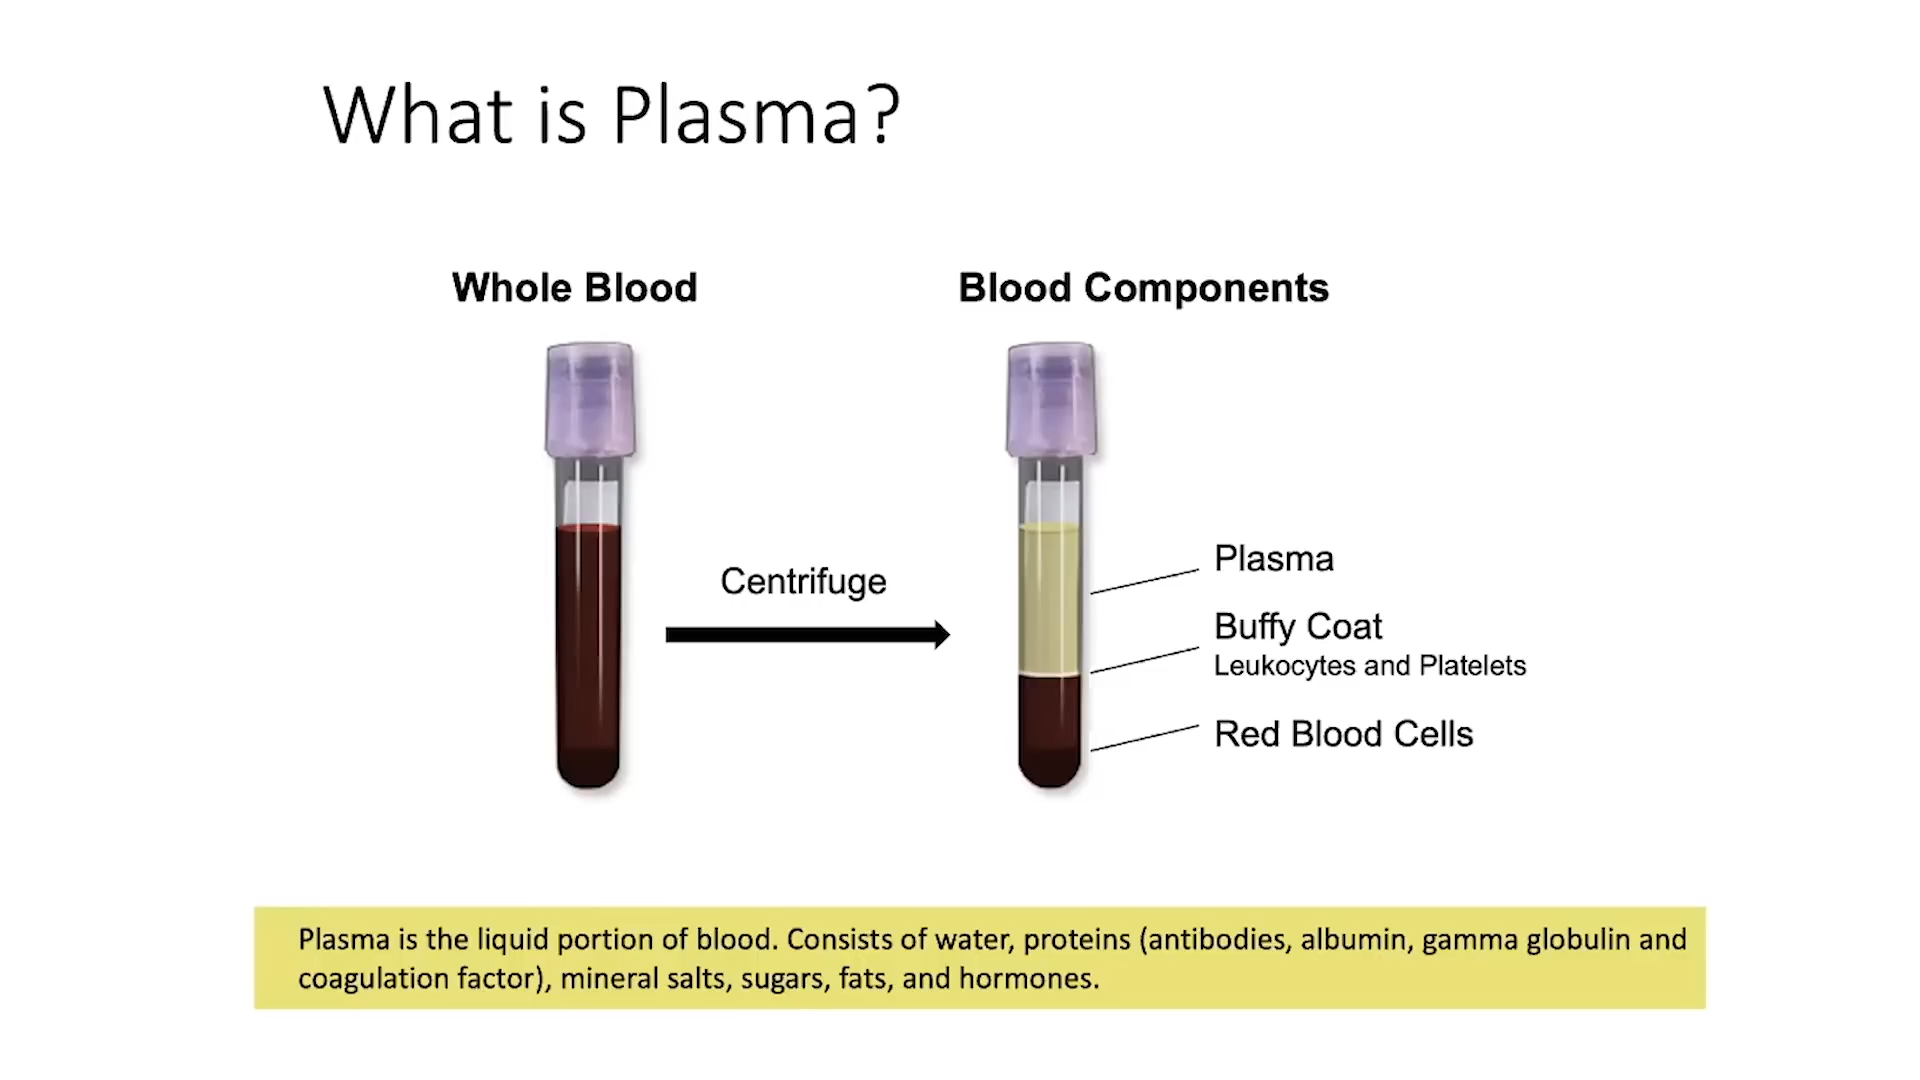 What is Plasma?
Whole Blood
Blood Components
Centrifuge
Plasma
Buffy Coat
Leukocytes and Platelets
Red Blood Cells
Plasma is the liquid portion of blood. Consists of water, proteins (antibodies, albumin, gamma globulin and
coagulation factor), mineral salts, sugars, fats, and hormones.